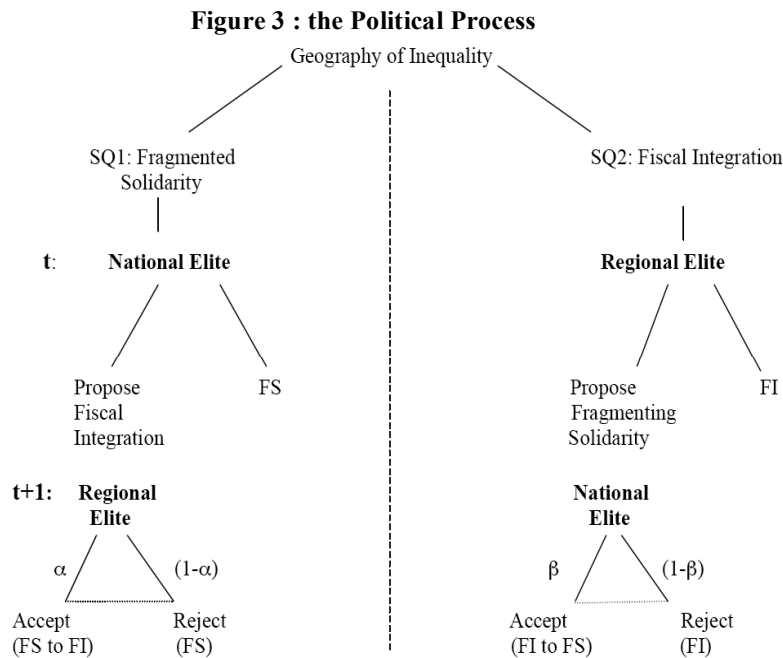 Figure 3 : the Political Process
Geography of Inequality
SQ1: Fragmented
Solidarity
SQ2: Fiscal Integration
t: National Elite
Regional Elite
Propose
Fiscal
Integration
FS
Propose
Fragmenting
Solidarity
FI
t+1: Regional
Elite
National
Elite
α (1-α)
β (1-β)
Accept
(FS to FI)
Reject
(FS)
Accept
(FI to FS)
Reject
(FI)